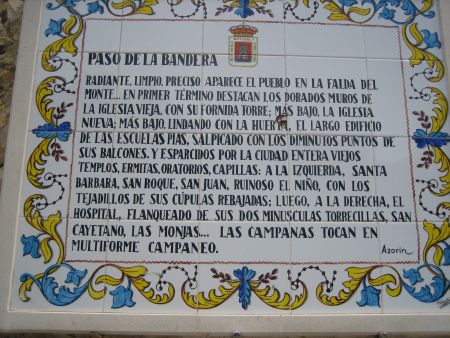 PASO DE LA BANDERA
RADIANTE, LIMPIO, PRECISO APARECE EL PUEBLO EN LA FALDA DEL
MONTE... EN PRIMER TÉRMINO DESTACAN LOS DORADOS MUROS DE
LA IGLESIA VIEJA, CON SU FORNIDA TORRE; MÁS BAJO, LA IGLESIA
NUEVA; MÁS BAJO, LINDANDO CON LA HUERTA, EL LARGO EDIFICIO
DE LAS ESCUELAS PIAS, SALPICADO CON LOS DIMINUTOS PUNTOS DE
SUS BALCONES. Y ESPARCIDOS POR LA CIUDAD ENTERA VIEJOS
TEMPLOS, ERMITAS, ORATORIOS, CAPILLAS: A LA IZQUIERDA, SANTA
BARBARA, SAN ROQUE, SAN JUAN, RUINOSO EL NIÑO, CON LOS
TEJADILLOS DE SUS CÚPULAS REBAJADAS; LUEGO, A LA DERECHA, EL
HOSPITAL, FLANQUEADO DE SUS DOS MINUSCULAS TORRECILLAS, SAN
CAYETANO, LAS MONJAS... LAS CAMPANAS TOCAN EN
MULTIFORME CAMPANEO.
Azorín